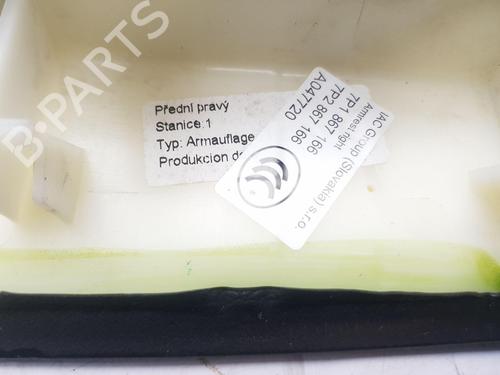 Přední pravý
Stanice:1
Typ: Armauflage
Produkcion
IAC Group (Slovakia) s.r.o.
Armrest right
7P1 867 166
7P2 867 166
A047720
B-PARTS